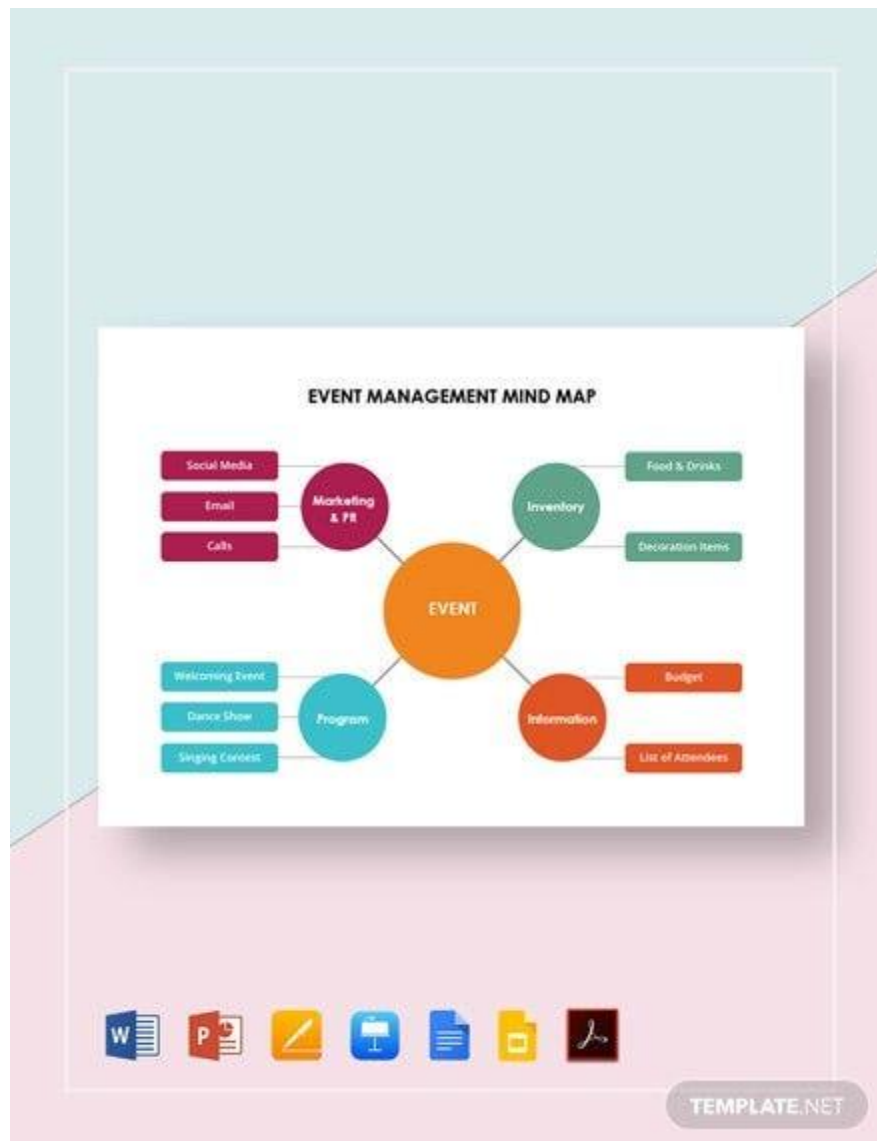 EVENT MANAGEMENT MIND MAP
Social Media
Email
Calls
Marketing
& PR
Inventory
Food & Drinks
Decoration Items
EVENT
Welcoming Event
Dance Show
Singing Contest
Program
Information
Budget
List of Attendees
W
P
TEMPLATE.NET